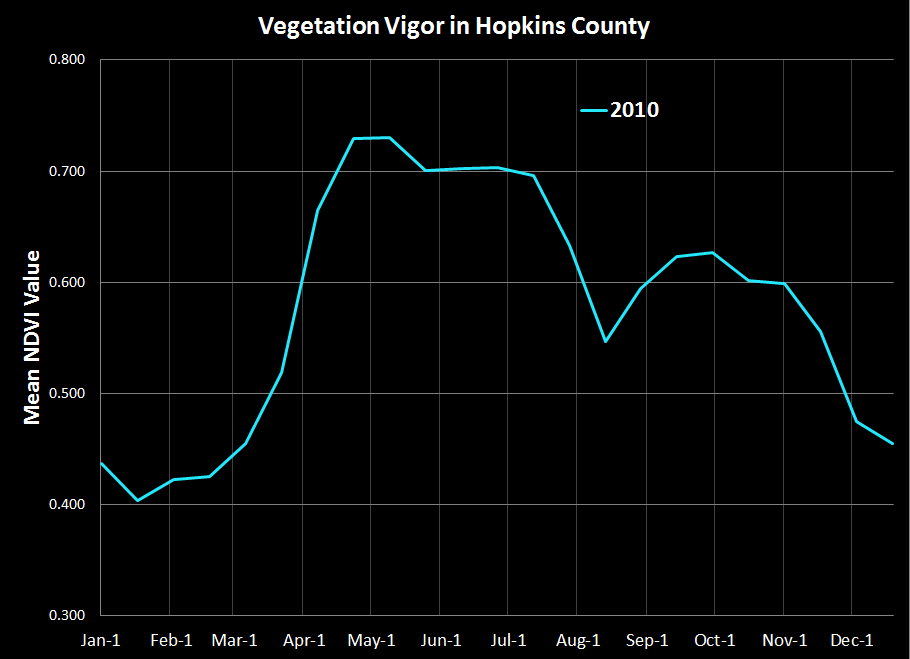 Vegetation Vigor in Hopkins County
2010
Mean NDVI Value
0.800
0.700
0.600
0.500
0.400
0.300
Jan-1 Feb-1 Mar-1 Apr-1 May-1 Jun-1 Jul-1 Aug-1 Sep-1 Oct-1 Nov-1 Dec-1